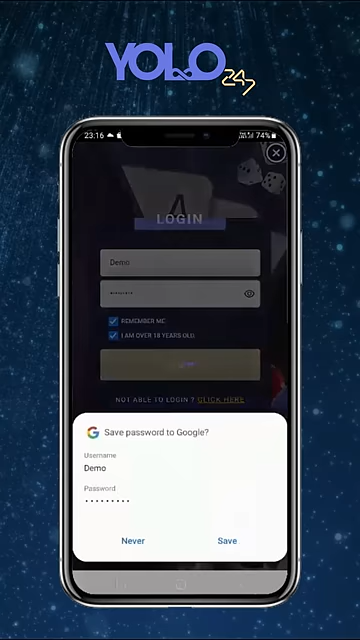 YOLO
247
23:16
74%
A
LOGIN
Demo
•••••••••
REMEMBER ME
I AM OVER 18 YEARS OLD
NOT ABLE TO LOGIN ? CLICK HERE
G Save password to Google?
Username
Demo
Password
•••••••••
Never Save